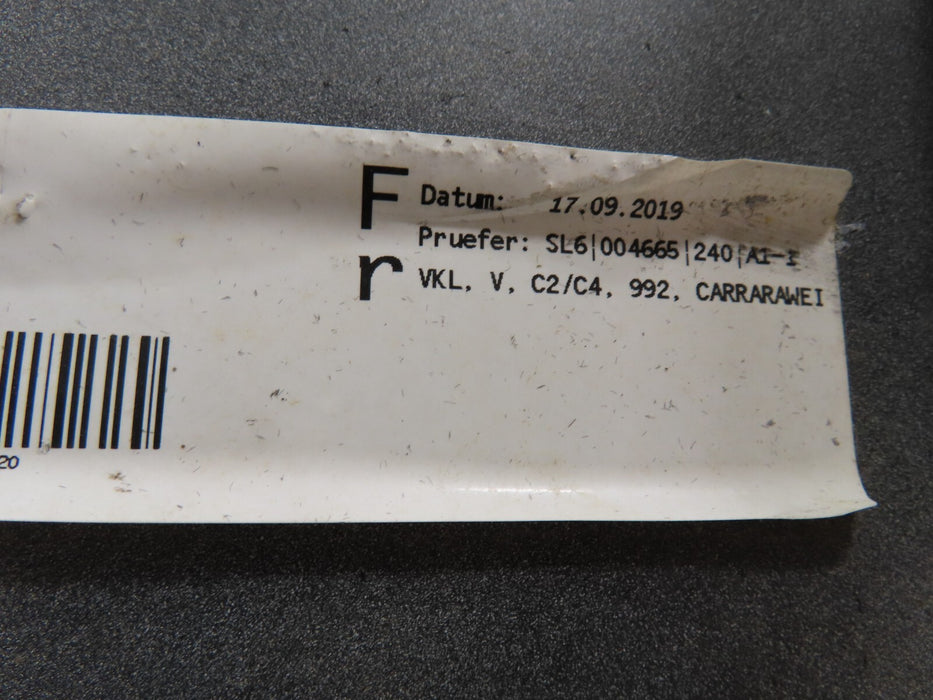 F
r
Datum: 17.09.2019
Pruefer: SL6|004665|240|A1-
VKL, V, C2/C4, 992, CARRARAWEI
20